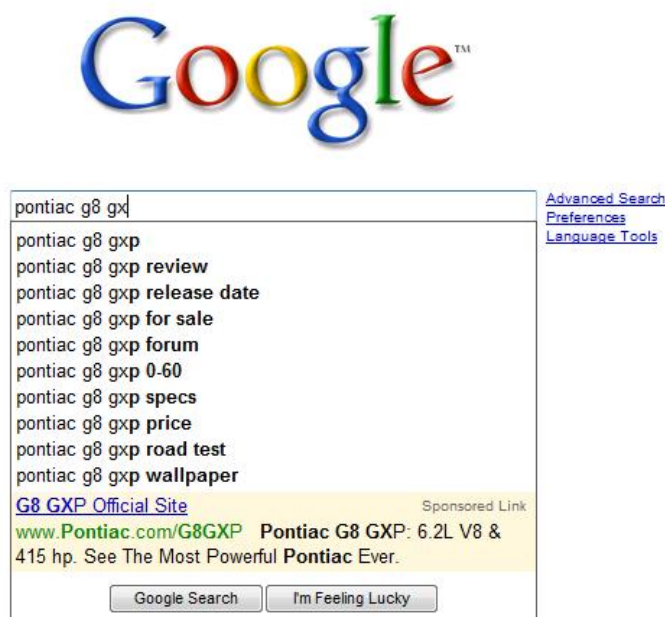 Google™
pontiac g8 gx
Advanced Search
Preferences
Language Tools
pontiac g8 gxp
pontiac g8 gxp review
pontiac g8 gxp release date
pontiac g8 gxp for sale
pontiac g8 gxp forum
pontiac g8 gxp 0-60
pontiac g8 gxp specs
pontiac g8 gxp price
pontiac g8 gxp road test
pontiac g8 gxp wallpaper
G8 GXP Official Site Sponsored Link
www.Pontiac.com/G8GXP Pontiac G8 GXP: 6.2L V8 &
415 hp. See The Most Powerful Pontiac Ever.
Google Search I'm Feeling Lucky